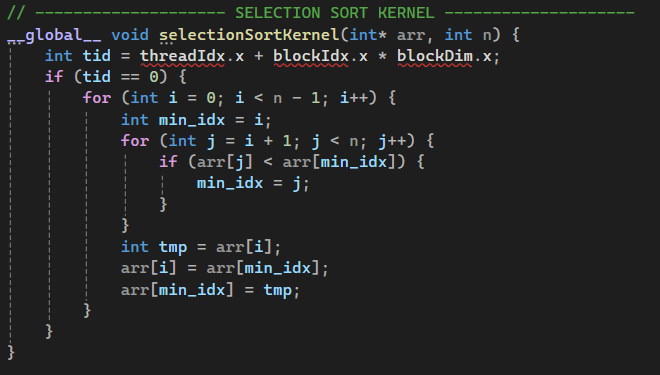 // -------------------- SELECTION SORT KERNEL --------------------
__global__ void selectionSortKernel(int* arr, int n) {
    int tid = threadIdx.x + blockIdx.x * blockDim.x;
    if (tid == 0) {
        for (int i = 0; i < n - 1; i++) {
            int min_idx = i;
            for (int j = i + 1; j < n; j++) {
                if (arr[j] < arr[min_idx]) {
                    min_idx = j;
                }
            }
            int tmp = arr[i];
            arr[i] = arr[min_idx];
            arr[min_idx] = tmp;
        }
    }
}